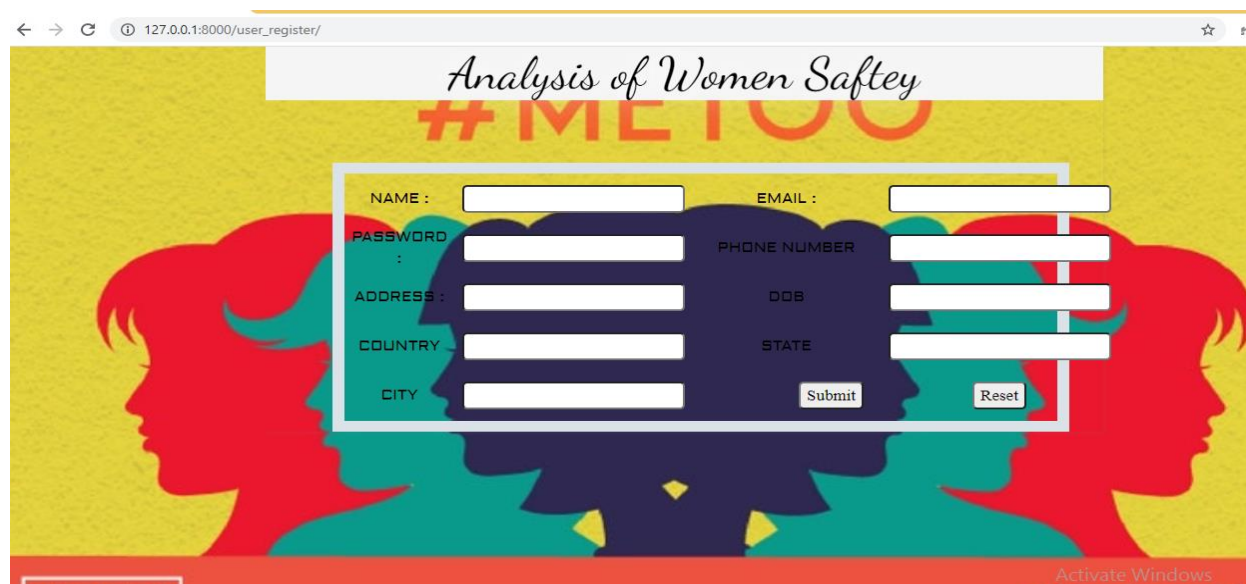 127.0.0.1:8000/user_register/
Analysis of Women Saftey
#METOO
NAME : EMAIL :
PASSWORD : PHONE NUMBER
ADDRESS : DOB
COUNTRY STATE
CITY Submit Reset
Activate Windows